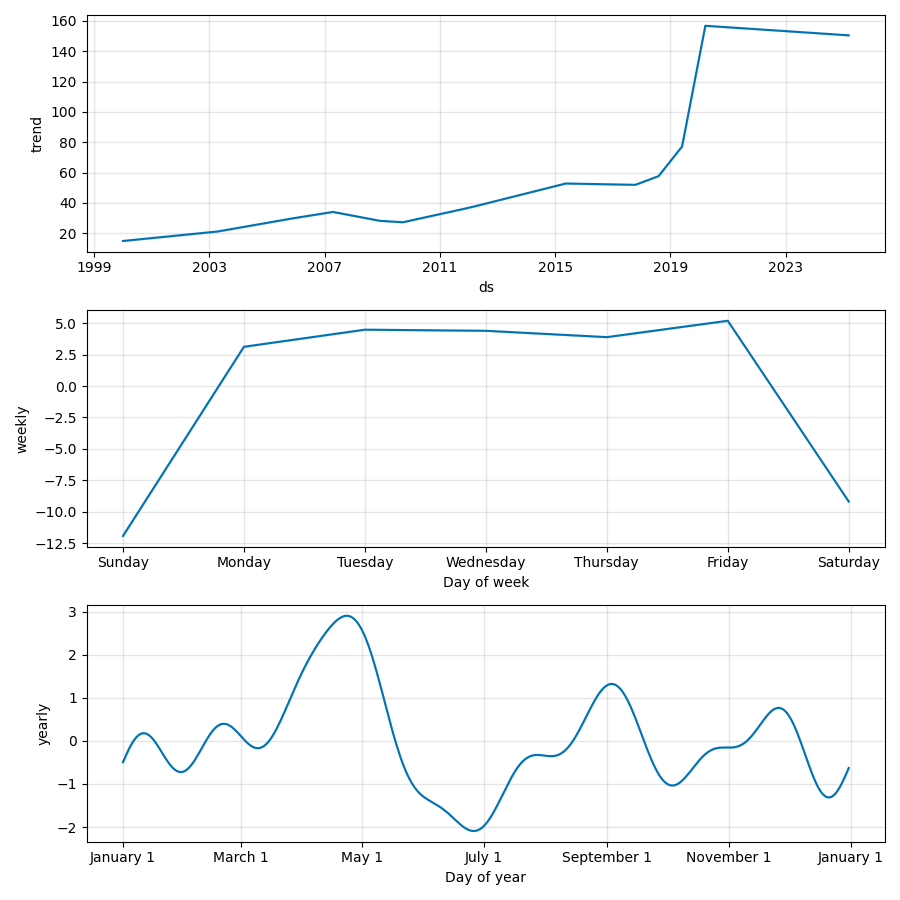 160
140
120
100
80
60
40
20
trend
1999 2003 2007 2011 2015 2019 2023
ds
5.0
2.5
0.0
−2.5
−5.0
−7.5
−10.0
−12.5
weekly
Sunday Monday Tuesday Wednesday Thursday Friday Saturday
Day of week
3
2
1
0
−1
−2
yearly
January 1 March 1 May 1 July 1 September 1 November 1 January 1
Day of year